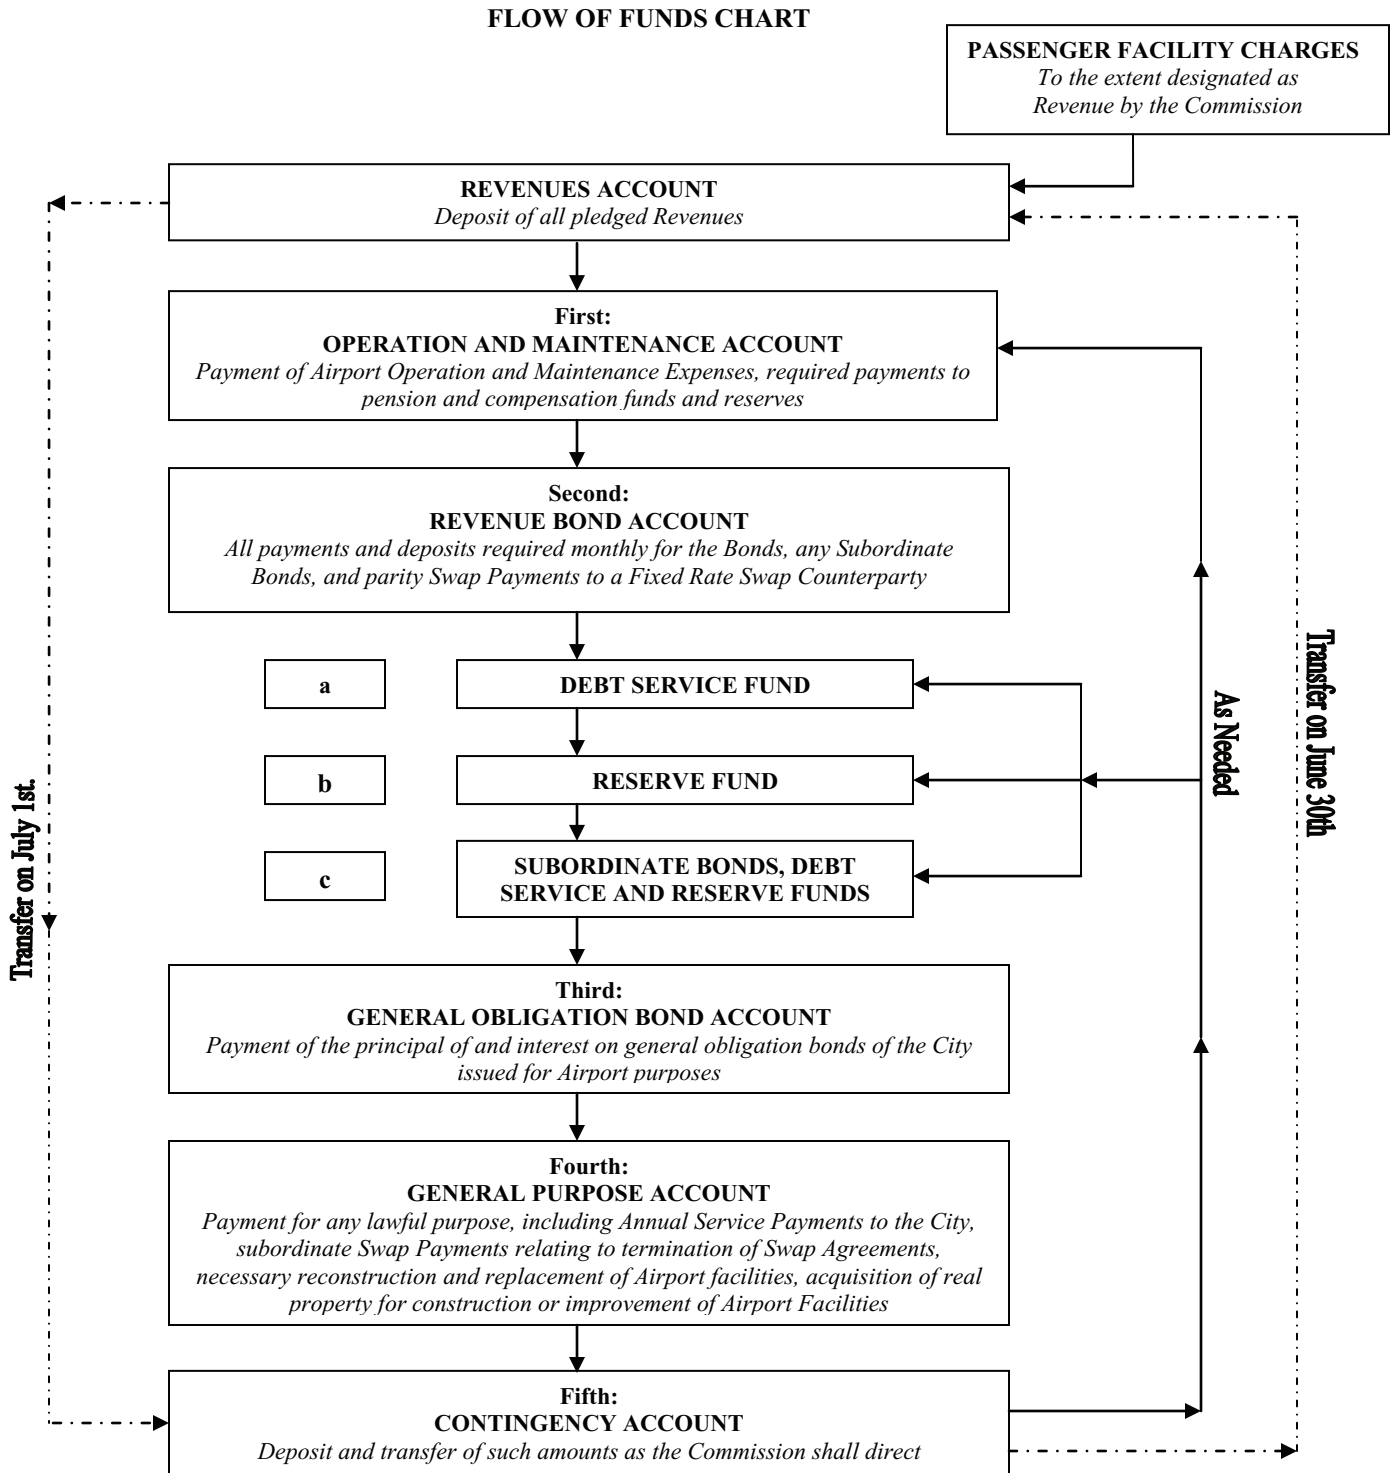 FLOW OF FUNDS CHART
PASSENGER FACILITY CHARGES
To the extent designated as
Revenue by the Commission
REVENUES ACCOUNT
Deposit of all pledged Revenues
First:
OPERATION AND MAINTENANCE ACCOUNT
Payment of Airport Operation and Maintenance Expenses, required payments to
pension and compensation funds and reserves
Second:
REVENUE BOND ACCOUNT
All payments and deposits required monthly for the Bonds, any Subordinate
Bonds, and parity Swap Payments to a Fixed Rate Swap Counterparty
a
DEBT SERVICE FUND
b
RESERVE FUND
c
SUBORDINATE BONDS, DEBT
SERVICE AND RESERVE FUNDS
Third:
GENERAL OBLIGATION BOND ACCOUNT
Payment of the principal of and interest on general obligation bonds of the City
issued for Airport purposes
Fourth:
GENERAL PURPOSE ACCOUNT
Payment for any lawful purpose, including Annual Service Payments to the City,
subordinate Swap Payments relating to termination of Swap Agreements,
necessary reconstruction and replacement of Airport facilities, acquisition of real
property for construction or improvement of Airport Facilities
Fifth:
CONTINGENCY ACCOUNT
Deposit and transfer of such amounts as the Commission shall direct
Transfer on July 1st.
As Needed
Transfer on June 30th